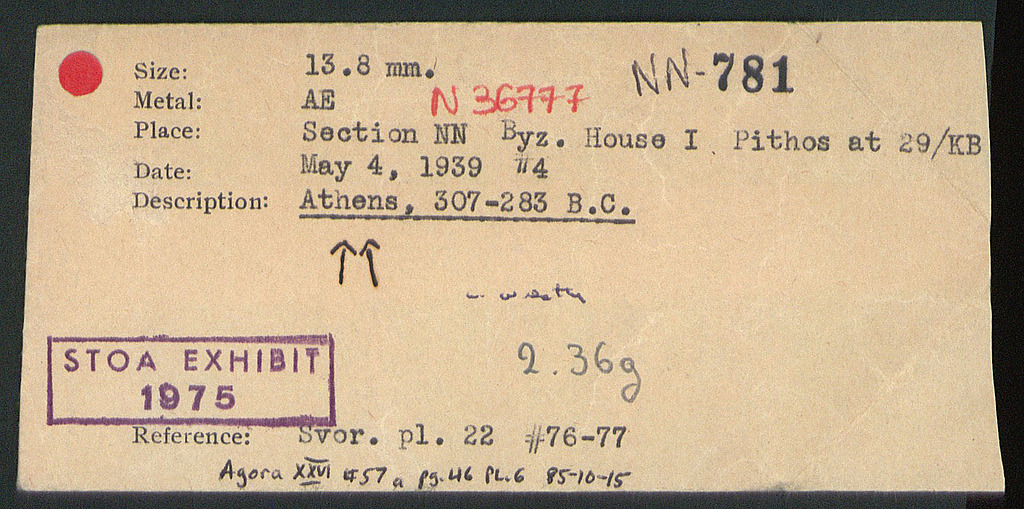 Size: 13.8 mm. NN-781
Metal: AE N 36777
Place: Section NN Byz. House I Pithos at 29/KB
Date: May 4, 1939 #4
Description: Athens, 307-283 B.C.
↑↑
2.36g
STOA EXHIBIT
1975
Reference: Svor. pl. 22 #76-77
Agora XXVI #57a pg.46 PL.6 85-10-15